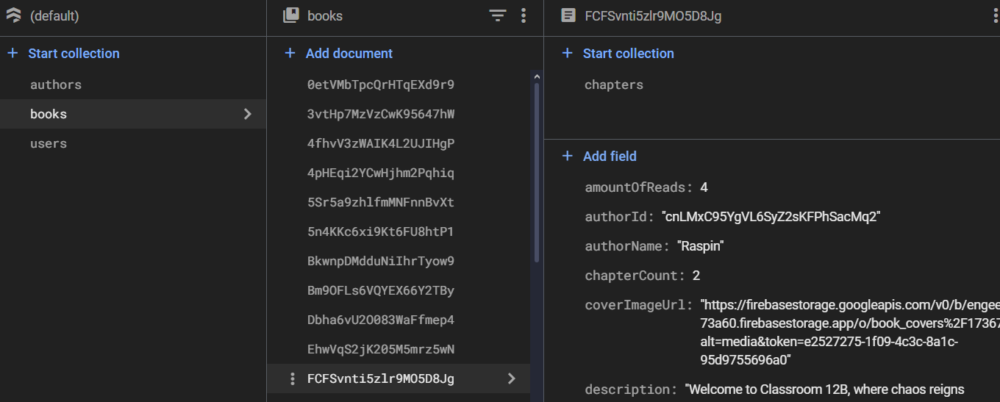 (default)
Start collection
authors
books
users
books
Add document
0etVMbTpcQrHTqEXd9r9
3vtHp7MzVzCwK95647hW
4fhvV3zWAIK4L2UJIHgP
4pHEqi2YCwHjhm2Pqhiq
5Sr5a9zhlfmMNFnnBvXt
5n4KKc6xi9Kt6FU8htP1
BkwnpDMdduNiIhrTyow9
Bm9OFLs6VQYEX66Y2TBy
Dbha6vU2O083WaFfmep4
EhwVqS2jK205M5mrz5wN
FCFSvnti5zlr9MO5D8Jg
FCFSvnti5zlr9MO5D8Jg
Start collection
chapters
Add field
amountOfReads: 4
authorId: "cnLMxC95YgVL6SyZ2sKFPhSacMq2"
authorName: "Raspin"
chapterCount: 2
coverImageUrl: "https://firebasestorage.googleapis.com/v0/b/engee
73a60.firebasestorage.app/o/book_covers%2F17367
alt=media&token=e2527275-1f09-4c3c-8a1c-
95d9755696a0"
description: "Welcome to Classroom 12B, where chaos reigns